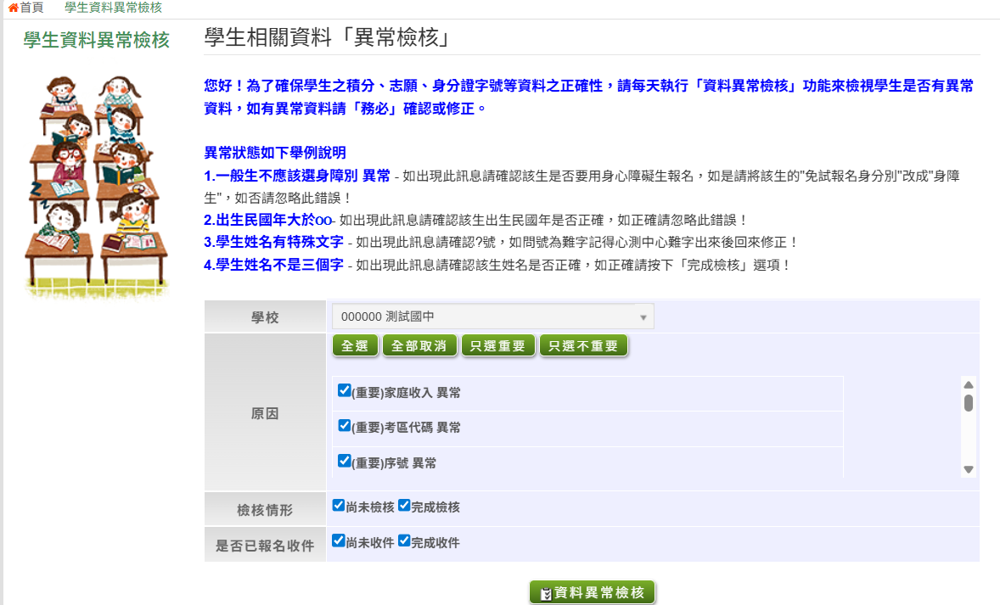 首頁 學生資料異常檢核
學生資料異常檢核
學生相關資料「異常檢核」
您好！為了確保學生之積分、志願、身分證字號等資料之正確性，請每天執行「資料異常檢核」功能來檢視學生是否有異常
資料，如有異常資料請「務必」確認或修正。
異常狀態如下舉例說明
1.一般生不應該選身障別 異常 - 如出現此訊息請確認該生是否要用身心障礙生報名，如是請將該生的"免試報名身分別"改成"身障
生"，如否請忽略此錯誤！
2.出生民國年大於oo- 如出現此訊息請確認該生出生民國年是否正確，如正確請忽略此錯誤！
3.學生姓名有特殊文字 - 如出現此訊息請確認?號，如問號為難字記得心測中心難字出來後回來修正！
4.學生姓名不是三個字 - 如出現此訊息請確認該生姓名是否正確，如正確請按下「完成檢核」選項！
學校 000000 測試國中
全選 全部取消 只選重要 只選不重要
原因
(重要)家庭收入 異常
(重要)考區代碼 異常
(重要)序號 異常
檢核情形 尚未檢核 完成檢核
是否已報名收件 尚未收件 完成收件
資料異常檢核